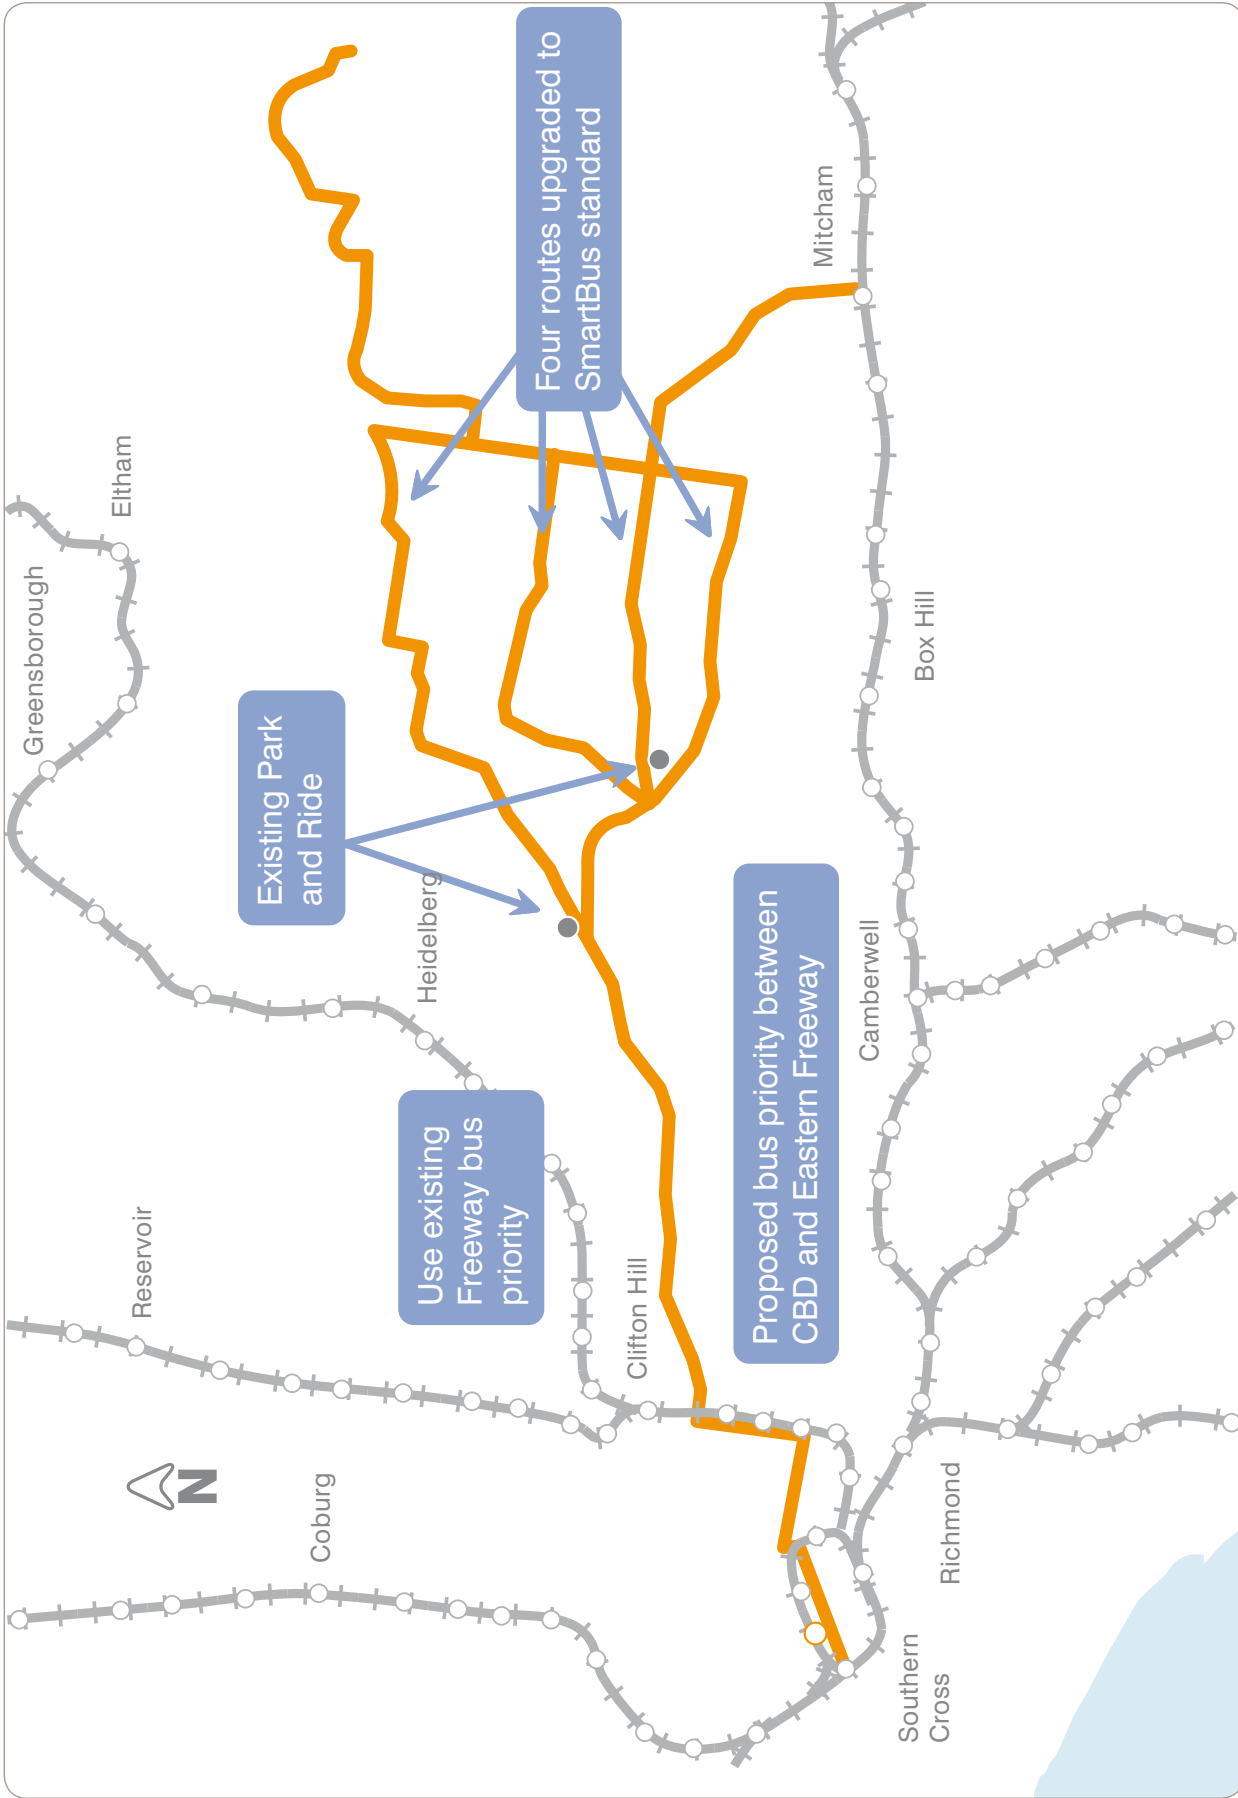 Greensborough
Eltham
Reservoir
Coburg
N
Existing Park
and Ride
Heidelberg
Four routes upgraded to
SmartBus standard
Use existing
Freeway bus
priority
Clifton Hill
Proposed bus priority between
CBD and Eastern Freeway
Mitcham
Box Hill
Camberwell
Richmond
Southern
Cross